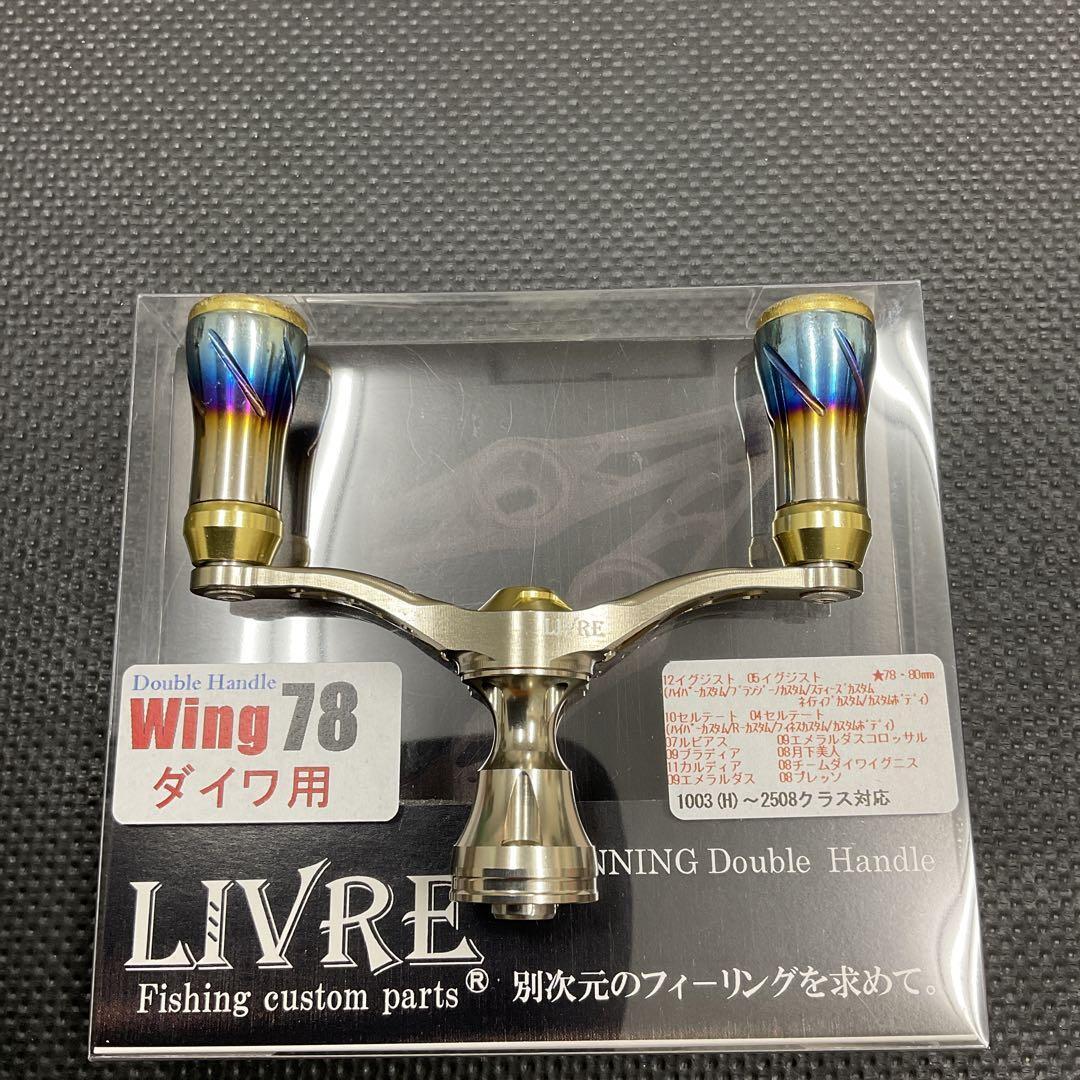 LIVRE
Double Handle
Wing 78
ダイワ用
12イグジスト 05イグジスト ★78・80mm
(ハイパーカスタム/ブランジーノカスタム/スティーズカスタム
ネイティブカスタム/カスタムボディ)
10セルテート 04セルテート
(ハイパーカスタム/Rーカスタム/フィネスカスタム/カスタムボディ)
07ルビアス 09エメラルダスコロッサル
09ブラディア 08月下美人
11カルディア 08チームダイワイグニス
09エメラルダス 08プレッソ
1003(H)～2508クラス対応
NNING Double Handle
LIVRE®
Fishing custom parts
別次元のフィーリングを求めて。